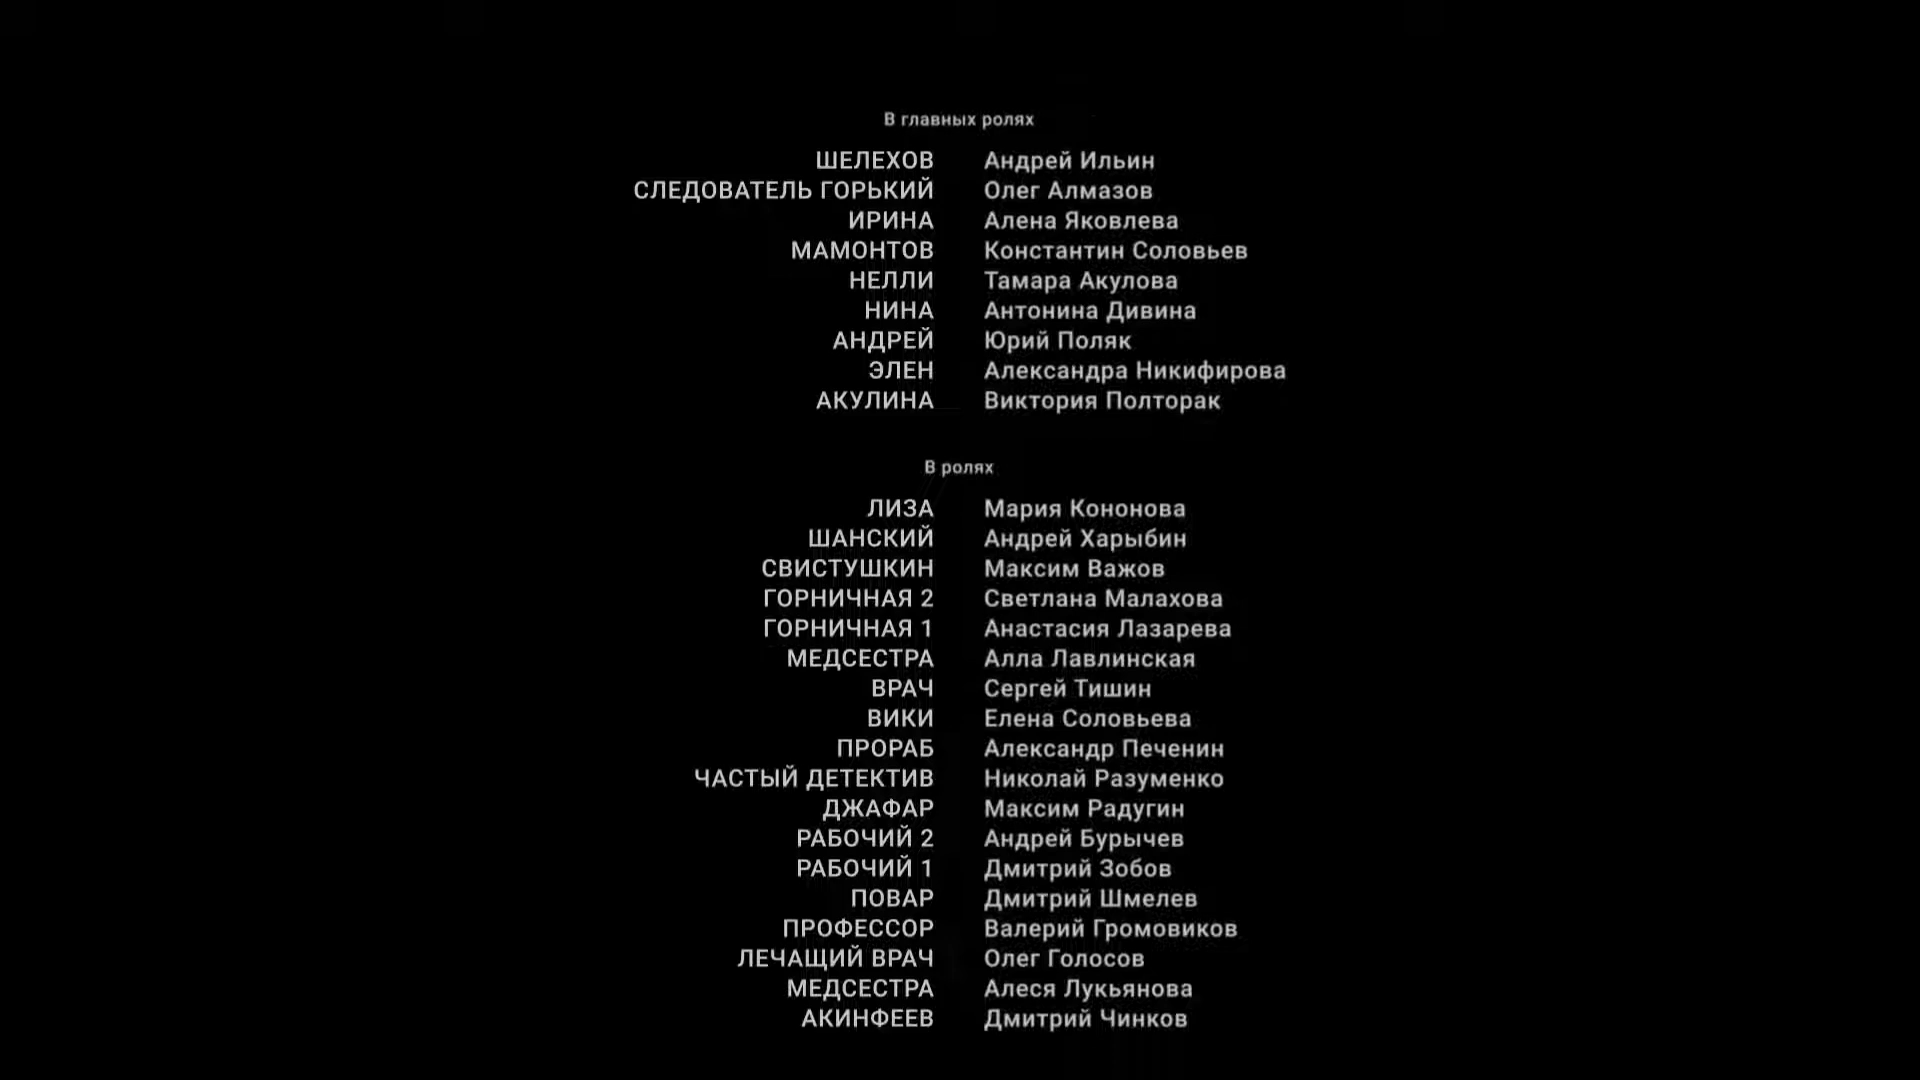 В главных ролях
ШЕЛЕХОВ Андрей Ильин
СЛЕДОВАТЕЛЬ ГОРЬКИЙ Олег Алмазов
ИРИНА Алена Яковлева
МАМОНТОВ Константин Соловьев
НЕЛЛИ Тамара Акулова
НИНА Антонина Дивина
АНДРЕЙ Юрий Поляк
ЭЛЕН Александра Никифирова
АКУЛИНА Виктория Полторак
В ролях
ЛИЗА Мария Кононова
ШАНСКИЙ Андрей Харыбин
СВИСТУШКИН Максим Важов
ГОРНИЧНАЯ 2 Светлана Малахова
ГОРНИЧНАЯ 1 Анастасия Лазарева
МЕДСЕСТРА Алла Лавлинская
ВРАЧ Сергей Тишин
ВИКИ Елена Соловьева
ПРОРАБ Александр Печенин
ЧАСТЫЙ ДЕТЕКТИВ Николай Разуменко
ДЖАФАР Максим Радугин
РАБОЧИЙ 2 Андрей Бурычев
РАБОЧИЙ 1 Дмитрий Зобов
ПОВАР Дмитрий Шмелев
ПРОФЕССОР Валерий Громовиков
ЛЕЧАЩИЙ ВРАЧ Олег Голосов
МЕДСЕСТРА Алеся Лукьянова
АКИНФЕЕВ Дмитрий Чинков